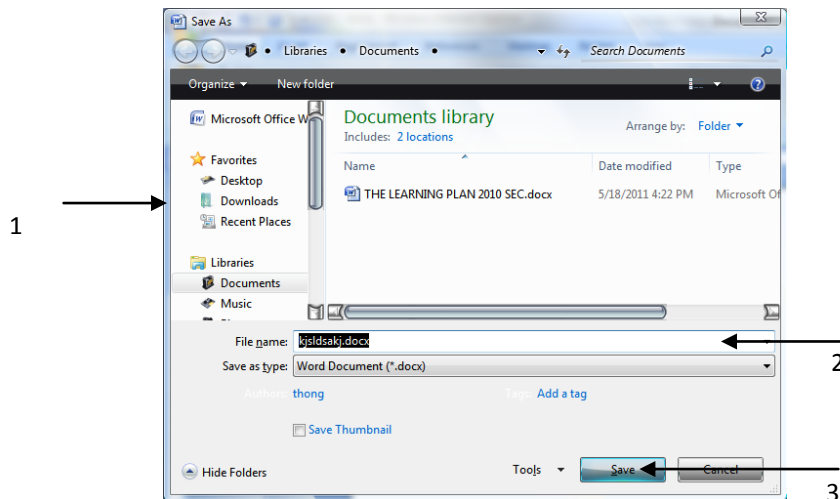 Save As
Libraries • Documents •
Search Documents
Organize New folder
Microsoft Office W
Documents library
Includes: 2 locations
Arrange by: Folder
Favorites
Desktop
Downloads
Recent Places
Name Date modified Type
THE LEARNING PLAN 2010 SEC.docx 5/18/2011 4:22 PM Microsoft Of
1
Libraries
Documents
Music
File name: kjsldsakj.docx
2
Save as type: Word Document (*.docx)
Authors: thong Tags: Add a tag
Save Thumbnail
Hide Folders Tools Save Cancel
3